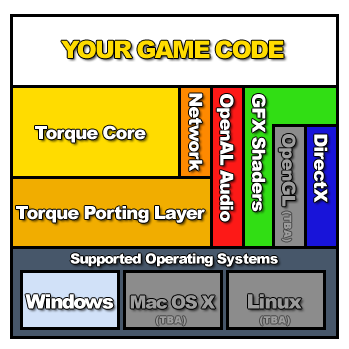 YOUR GAME CODE
Torque Core
Network
OpenAL Audio
GFX Shaders
OpenGL
(TBA)
DirectX
Torque Porting Layer
Supported Operating Systems
Windows
Mac OS X
(TBA)
Linux
(TBA)